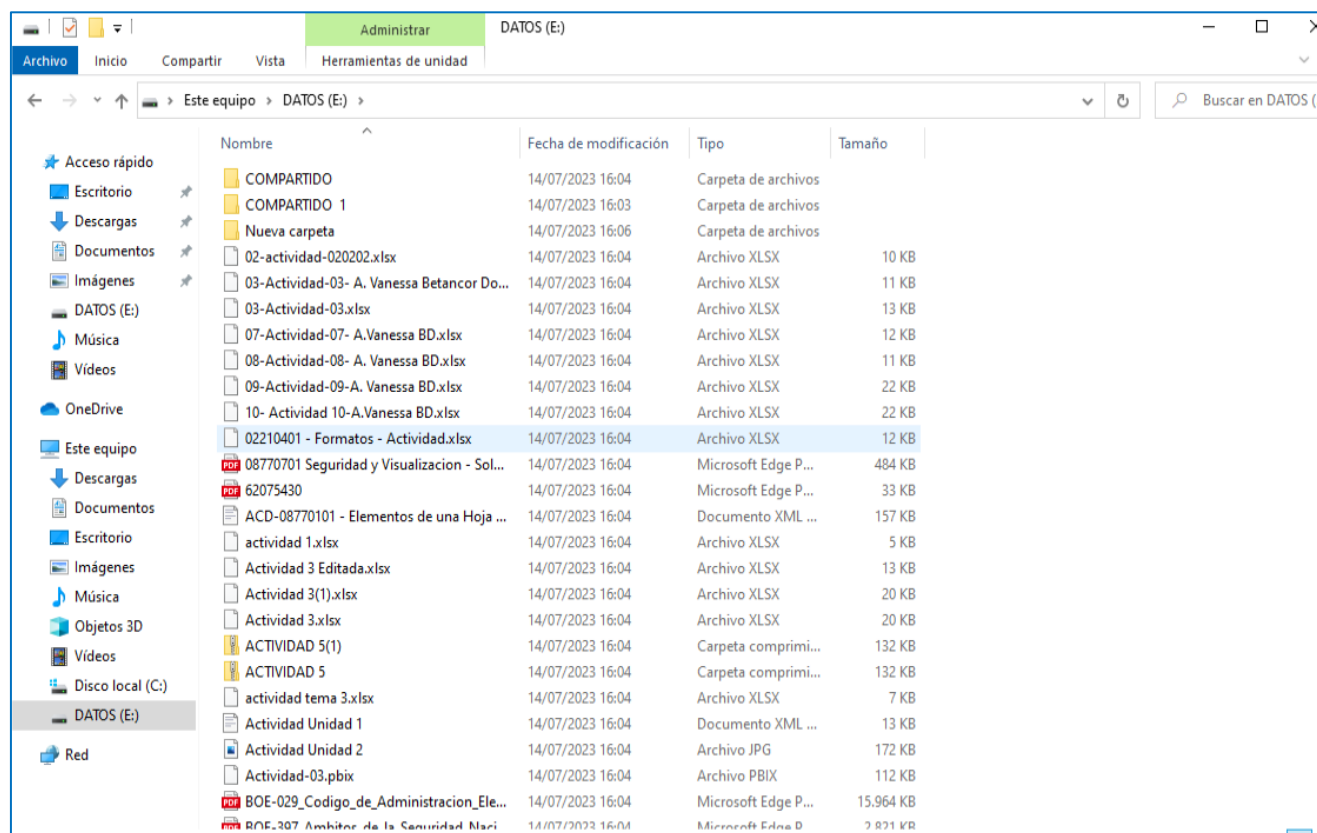 Administrar DATOS (E:)
Archivo Inicio Compartir Vista Herramientas de unidad
Este equipo > DATOS (E:) > Buscar en DATOS (
Acceso rápido
Escritorio
Descargas
Documentos
Imágenes
DATOS (E:)
Música
Vídeos
OneDrive
Este equipo
Descargas
Documentos
Escritorio
Imágenes
Música
Objetos 3D
Vídeos
Disco local (C:)
DATOS (E:)
Red
Nombre Fecha de modificación Tipo Tamaño
COMPARTIDO 14/07/2023 16:04 Carpeta de archivos
COMPARTIDO 1 14/07/2023 16:03 Carpeta de archivos
Nueva carpeta 14/07/2023 16:06 Carpeta de archivos
02-actividad-020202.xlsx 14/07/2023 16:04 Archivo XLSX 10 KB
03-Actividad-03- A. Vanessa Betancor Do... 14/07/2023 16:04 Archivo XLSX 11 KB
03-Actividad-03.xlsx 14/07/2023 16:04 Archivo XLSX 13 KB
07-Actividad-07- A.Vanessa BD.xlsx 14/07/2023 16:04 Archivo XLSX 12 KB
08-Actividad-08- A. Vanessa BD.xlsx 14/07/2023 16:04 Archivo XLSX 11 KB
09-Actividad-09-A. Vanessa BD.xlsx 14/07/2023 16:04 Archivo XLSX 22 KB
10- Actividad 10-A.Vanessa BD.xlsx 14/07/2023 16:04 Archivo XLSX 22 KB
02210401 - Formatos - Actividad.xlsx 14/07/2023 16:04 Archivo XLSX 12 KB
PDF 08770701 Seguridad y Visualizacion - Sol... 14/07/2023 16:04 Microsoft Edge P... 484 KB
PDF 62075430 14/07/2023 16:04 Microsoft Edge P... 33 KB
ACD-08770101 - Elementos de una Hoja ... 14/07/2023 16:04 Documento XML ... 157 KB
actividad 1.xlsx 14/07/2023 16:04 Archivo XLSX 5 KB
Actividad 3 Editada.xlsx 14/07/2023 16:04 Archivo XLSX 13 KB
Actividad 3(1).xlsx 14/07/2023 16:04 Archivo XLSX 20 KB
Actividad 3.xlsx 14/07/2023 16:04 Archivo XLSX 20 KB
ACTIVIDAD 5(1) 14/07/2023 16:04 Carpeta comprimi... 132 KB
ACTIVIDAD 5 14/07/2023 16:04 Carpeta comprimi... 132 KB
actividad tema 3.xlsx 14/07/2023 16:04 Archivo XLSX 7 KB
Actividad Unidad 1 14/07/2023 16:04 Documento XML ... 13 KB
Actividad Unidad 2 14/07/2023 16:04 Archivo JPG 172 KB
Actividad-03.pbix 14/07/2023 16:04 Archivo PBIX 112 KB
PDF BOE-029_Codigo_de_Administracion_Ele... 14/07/2023 16:04 Microsoft Edge P... 15.964 KB
PDF BOE-397_Ambitos_de_la_Seguridad_Naci... 14/07/2023 16:04 Microsoft Edge P... 2.821 KB